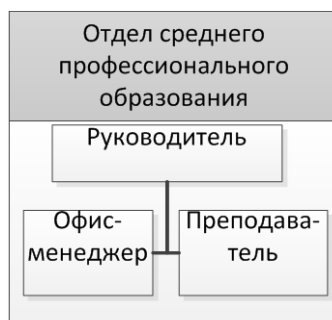 Отдел среднего
профессионального
образования
Руководитель
Офис-
менеджер
Преподава-
тель